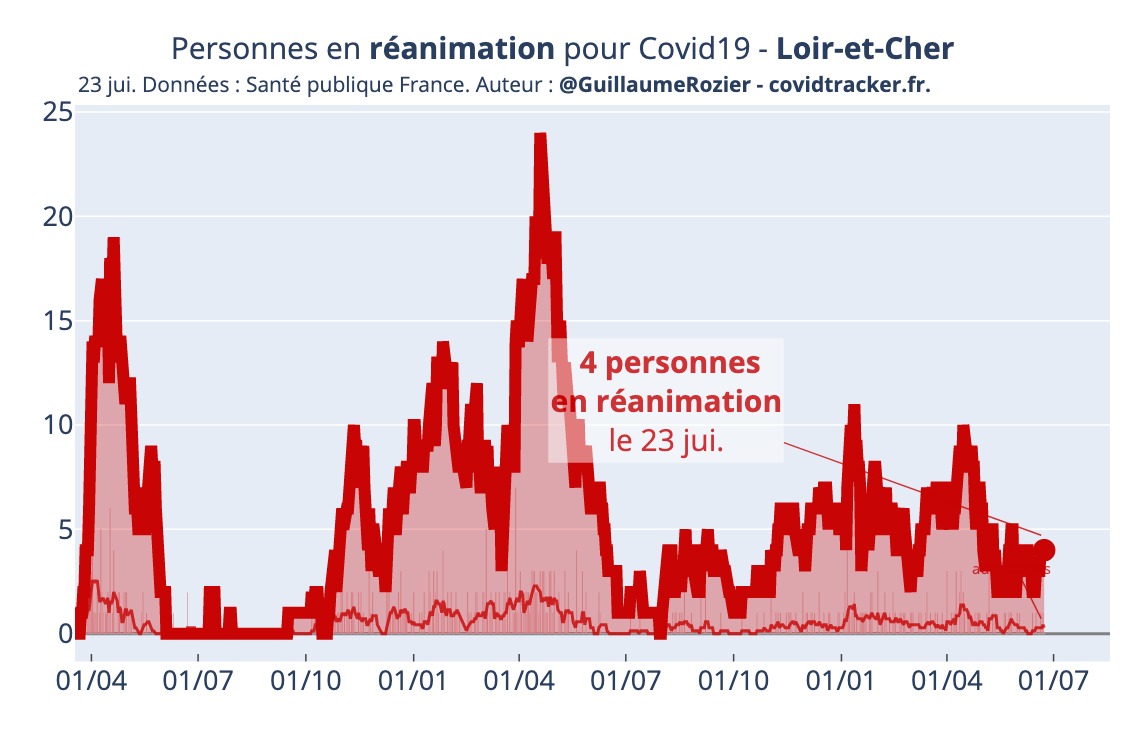 Personnes en réanimation pour Covid19 - Loir-et-Cher
23 jui. Données : Santé publique France. Auteur : @GuillaumeRozier - covidtracker.fr.
25
20
15
10
5
0
4 personnes
en réanimation
le 23 jui.
01/04 01/07 01/10 01/01 01/04 01/07 01/10 01/01 01/04 01/07